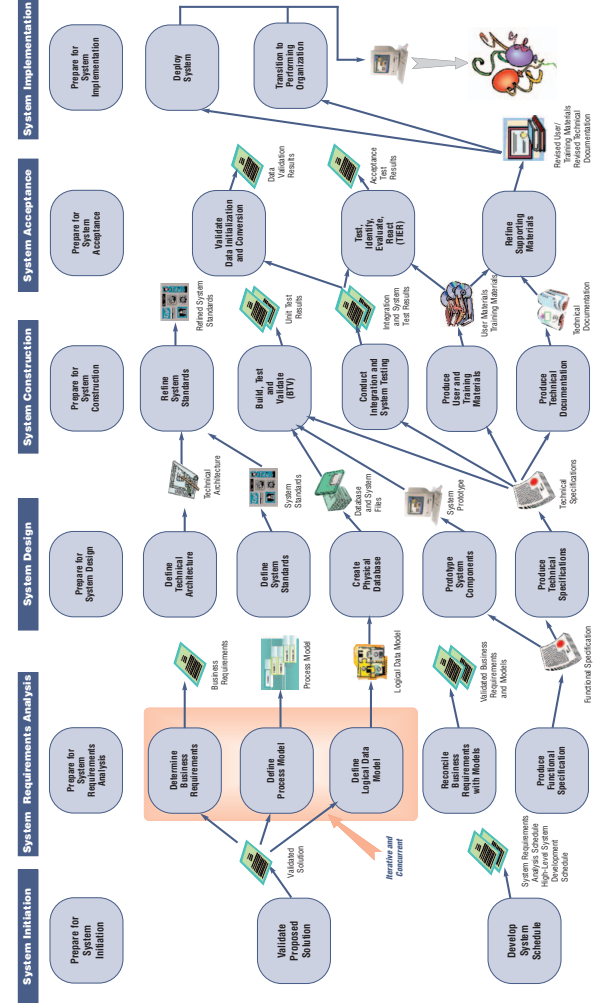 System Initiation
Prepare for
System
Initiation
Validate
Proposed
Solution
Validated
Solution
Develop
System
Schedule
System Requirements
Analysis Schedule
High-Level System
Development
Schedule
System Requirements Analysis
Prepare for
System
Requirements
Analysis
Determine
Business
Requirements
Business
Requirements
Define
Process Model
Process Model
Define
Logical Data
Model
Logical Data Model
Iterative and
Concurrent
Reconcile
Business
Requirements
with Models
Validated Business
Requirements
and Models
Produce
Functional
Specification
Functional Specification
System Design
Prepare for
System Design
Define
Technical
Architecture
Technical
Architecture
Define
System
Standards
System
Standards
Create
Physical
Database
Database
and System
Files
Prototype
System
Components
System
Prototype
Produce
Technical
Specifications
Technical
Specifications
System Construction
Prepare for
System
Construction
Refine
System
Standards
Refined System
Standards
Build, Test
and
Validate
(BTV)
Unit Test
Results
Conduct
Integration and
System Testing
Integration
and System
Test Results
Produce
User and
Training
Materials
User Materials
Training Materials
Produce
Technical
Documentation
Technical
Documentation
System Acceptance
Prepare for
System
Acceptance
Validate
Data Initialization
and Conversion
Data
Validation
Results
Test,
Identify,
Evaluate,
React
(TIER)
Acceptance
Test
Results
Refine
Supporting
Materials
Revised User/
Training Materials
Revised Technical
Documentation
System Implementation
Prepare for
System
Implementation
Deploy
System
Transition to
Performing
Organization